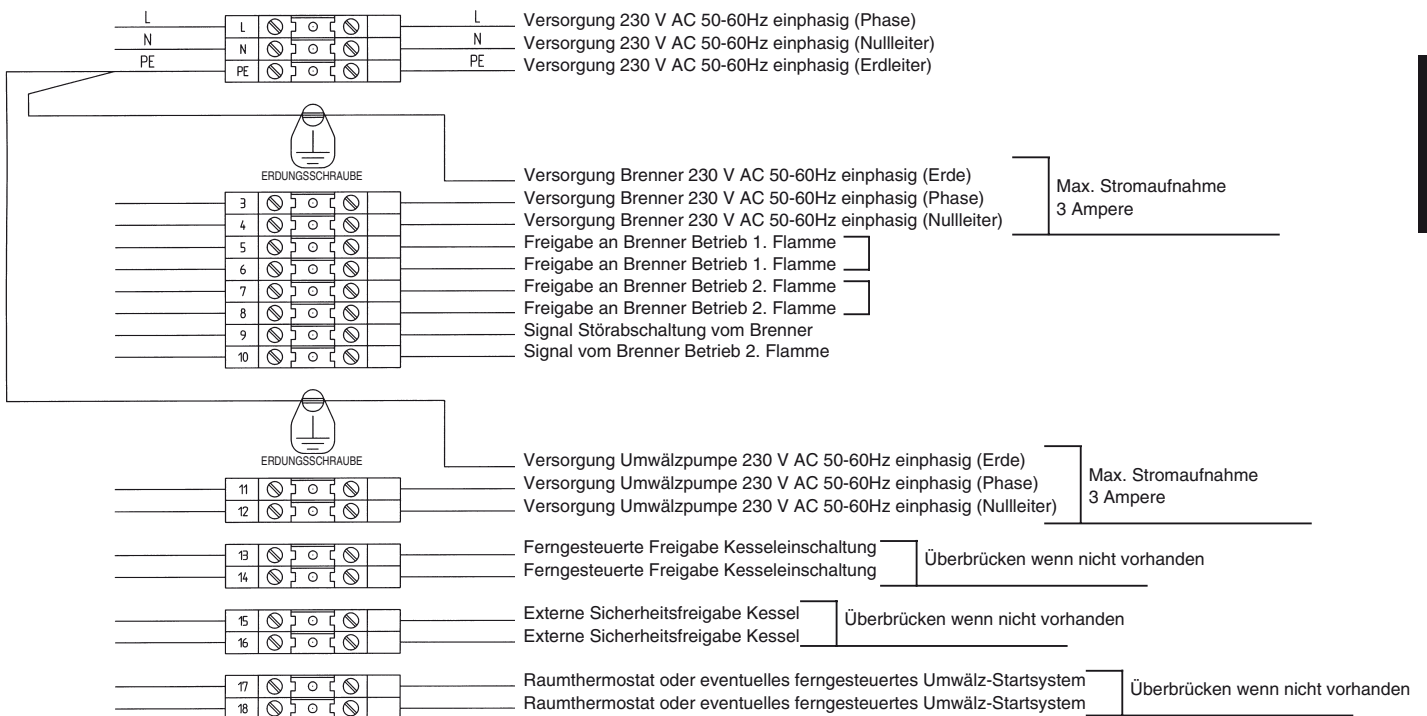 L L L Versorgung 230 V AC 50-60Hz einphasig (Phase)
N N N Versorgung 230 V AC 50-60Hz einphasig (Nullleiter)
PE PE PE Versorgung 230 V AC 50-60Hz einphasig (Erdleiter)
ERDUNGSSCHRAUBE
Versorgung Brenner 230 V AC 50-60Hz einphasig (Erde)
3 Versorgung Brenner 230 V AC 50-60Hz einphasig (Phase)
4 Versorgung Brenner 230 V AC 50-60Hz einphasig (Nullleiter)
Max. Stromaufnahme
3 Ampere
5 Freigabe an Brenner Betrieb 1. Flamme
6 Freigabe an Brenner Betrieb 1. Flamme
7 Freigabe an Brenner Betrieb 2. Flamme
8 Freigabe an Brenner Betrieb 2. Flamme
9 Signal Störabschaltung vom Brenner
10 Signal vom Brenner Betrieb 2. Flamme
ERDUNGSSCHRAUBE
Versorgung Umwälzpumpe 230 V AC 50-60Hz einphasig (Erde)
11 Versorgung Umwälzpumpe 230 V AC 50-60Hz einphasig (Phase)
12 Versorgung Umwälzpumpe 230 V AC 50-60Hz einphasig (Nullleiter)
Max. Stromaufnahme
3 Ampere
13 Ferngesteuerte Freigabe Kesseleinschaltung
14 Ferngesteuerte Freigabe Kesseleinschaltung
Überbrücken wenn nicht vorhanden
15 Externe Sicherheitsfreigabe Kessel
16 Externe Sicherheitsfreigabe Kessel
Überbrücken wenn nicht vorhanden
17 Raumthermostat oder eventuelles ferngesteuertes Umwälz-Startsystem
18 Raumthermostat oder eventuelles ferngesteuertes Umwälz-Startsystem
Überbrücken wenn nicht vorhanden